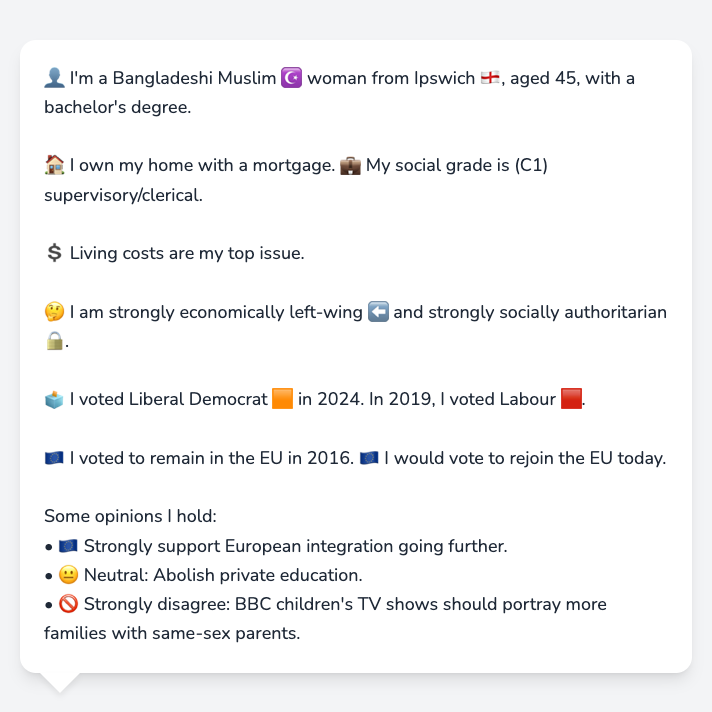 👤 I'm a Bangladeshi Muslim ☪️ woman from Ipswich 🏴󠁧󠁢󠁥󠁮󠁧󠁿, aged 45, with a
bachelor's degree.
🏠 I own my home with a mortgage. 💼 My social grade is (C1)
supervisory/clerical.
💲 Living costs are my top issue.
🤔 I am strongly economically left-wing ⬅️ and strongly socially authoritarian
🔒.
🗳️ I voted Liberal Democrat 🟧 in 2024. In 2019, I voted Labour 🟥.
🇪🇺 I voted to remain in the EU in 2016. 🇪🇺 I would vote to rejoin the EU today.
Some opinions I hold:
• 🇪🇺 Strongly support European integration going further.
• 😐 Neutral: Abolish private education.
• 🚫 Strongly disagree: BBC children's TV shows should portray more
families with same-sex parents.